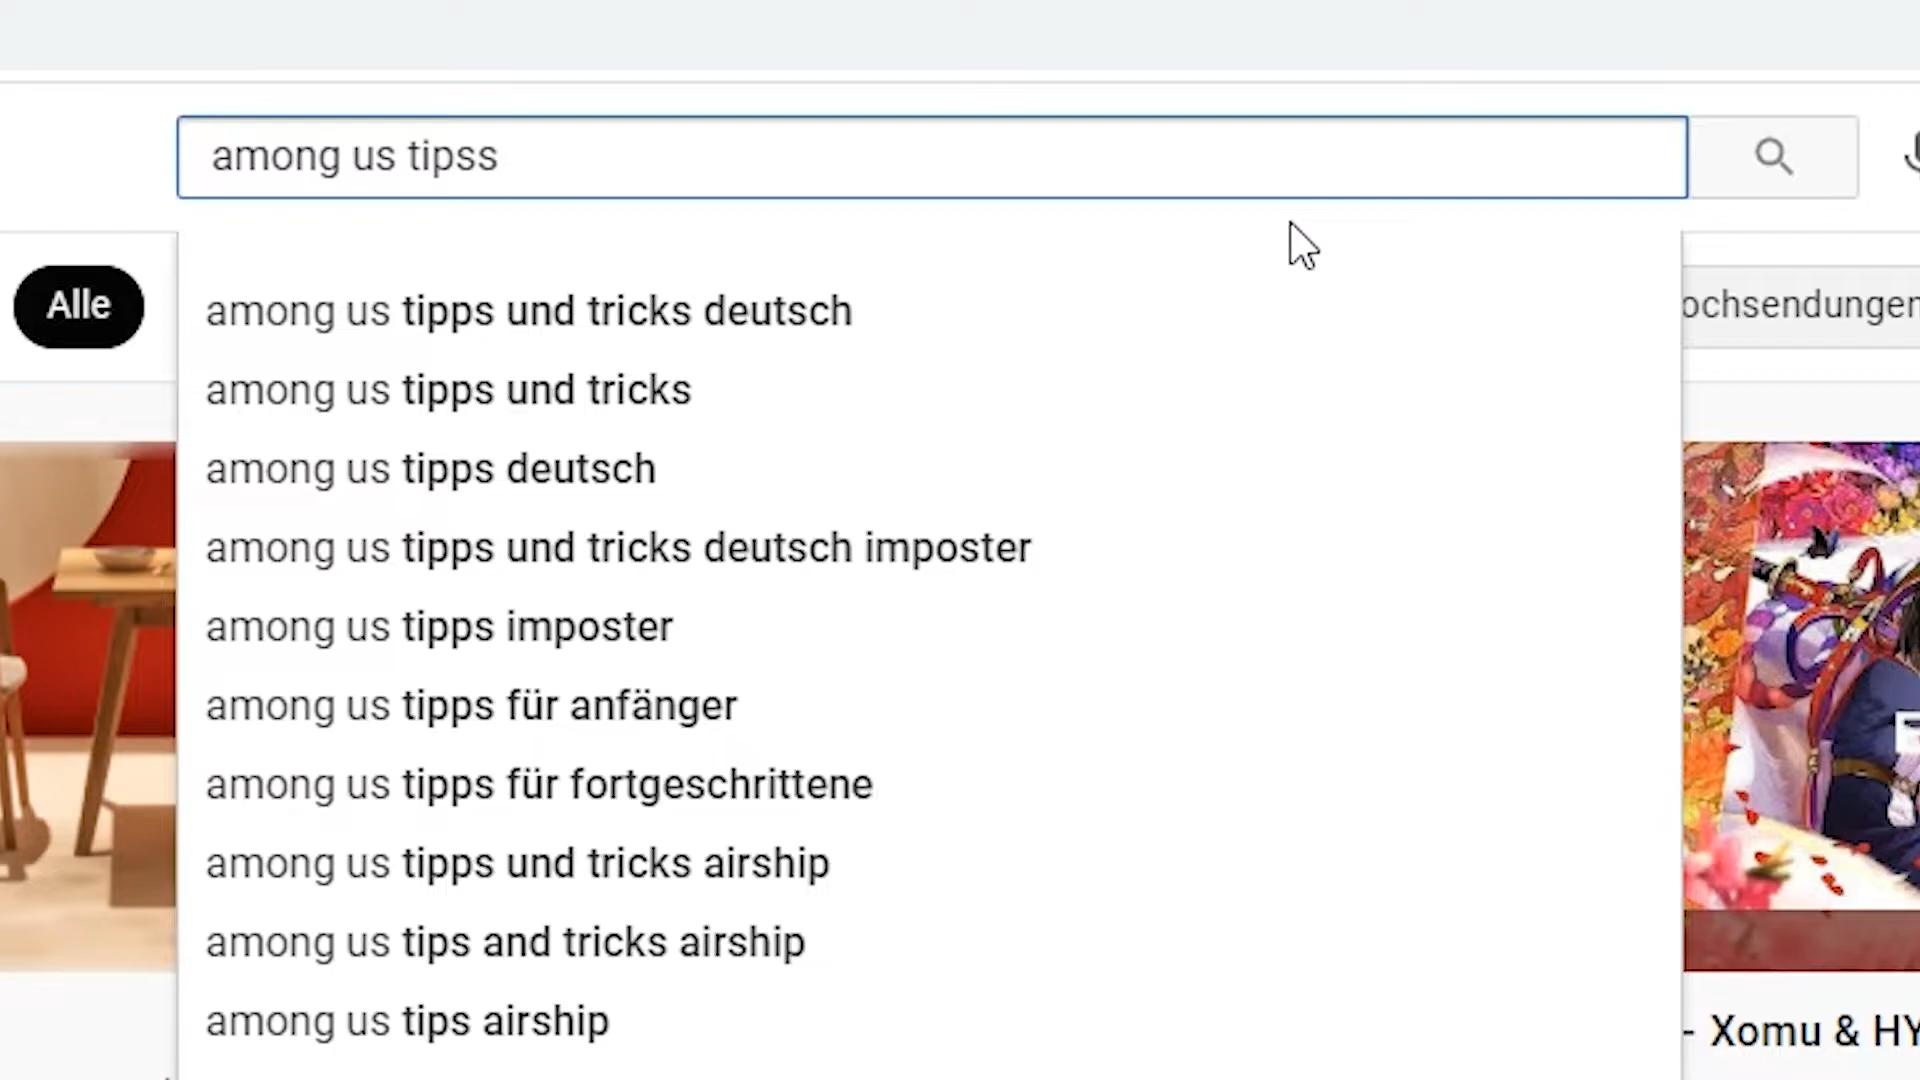 among us tipss
Alle
ochsendungen
among us tipps und tricks deutsch
among us tipps und tricks
among us tipps deutsch
among us tipps und tricks deutsch imposter
among us tipps imposter
among us tipps für anfänger
among us tipps für fortgeschrittene
among us tipps und tricks airship
among us tips and tricks airship
among us tips airship
- Xomu & HY